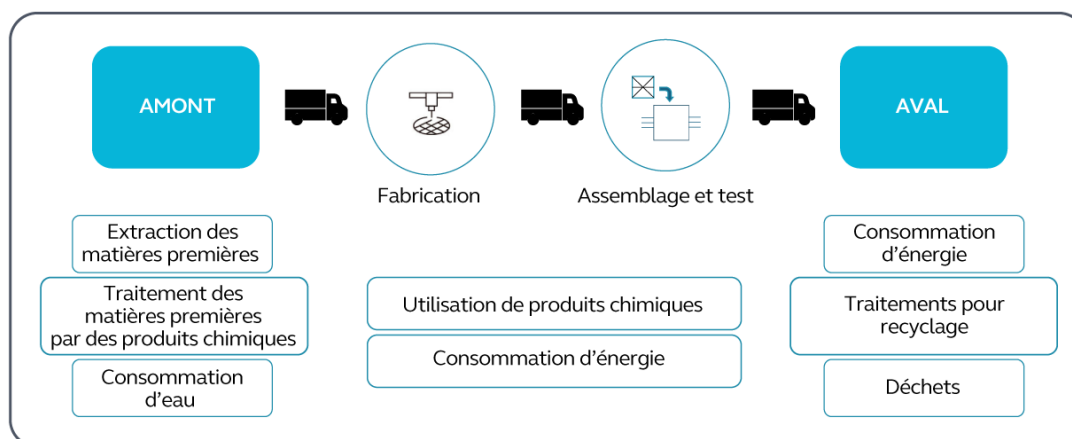 AMONT
AVAL
Fabrication
Assemblage et test
Extraction des
matières premières
Traitement des
matières premières
par des produits chimiques
Consommation
d'eau
Utilisation de produits chimiques
Consommation d'énergie
Consommation
d'énergie
Traitements pour
recyclage
Déchets